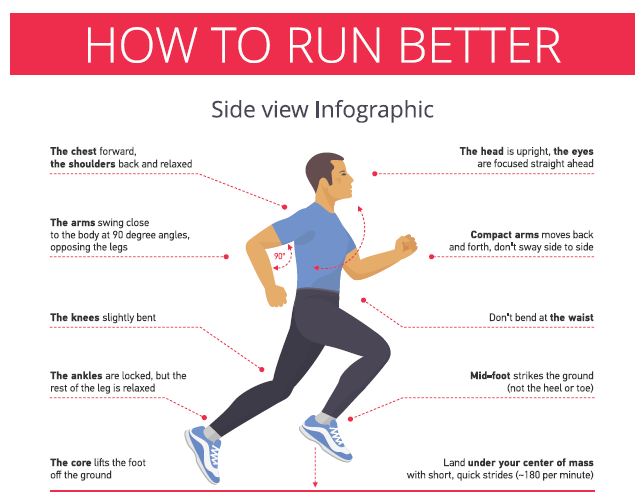 HOW TO RUN BETTER
Side view Infographic
The chest forward,
the shoulders back and relaxed
The head is upright, the eyes
are focused straight ahead
The arms swing close
to the body at 90 degree angles,
opposing the legs
90°
Compact arms moves back
and forth, don't sway side to side
The knees slightly bent
Don't bend at the waist
The ankles are locked, but the
rest of the leg is relaxed
Mid-foot strikes the ground
(not the heel or toe)
The core lifts the foot
off the ground
Land under your center of mass
with short, quick strides (~180 per minute)